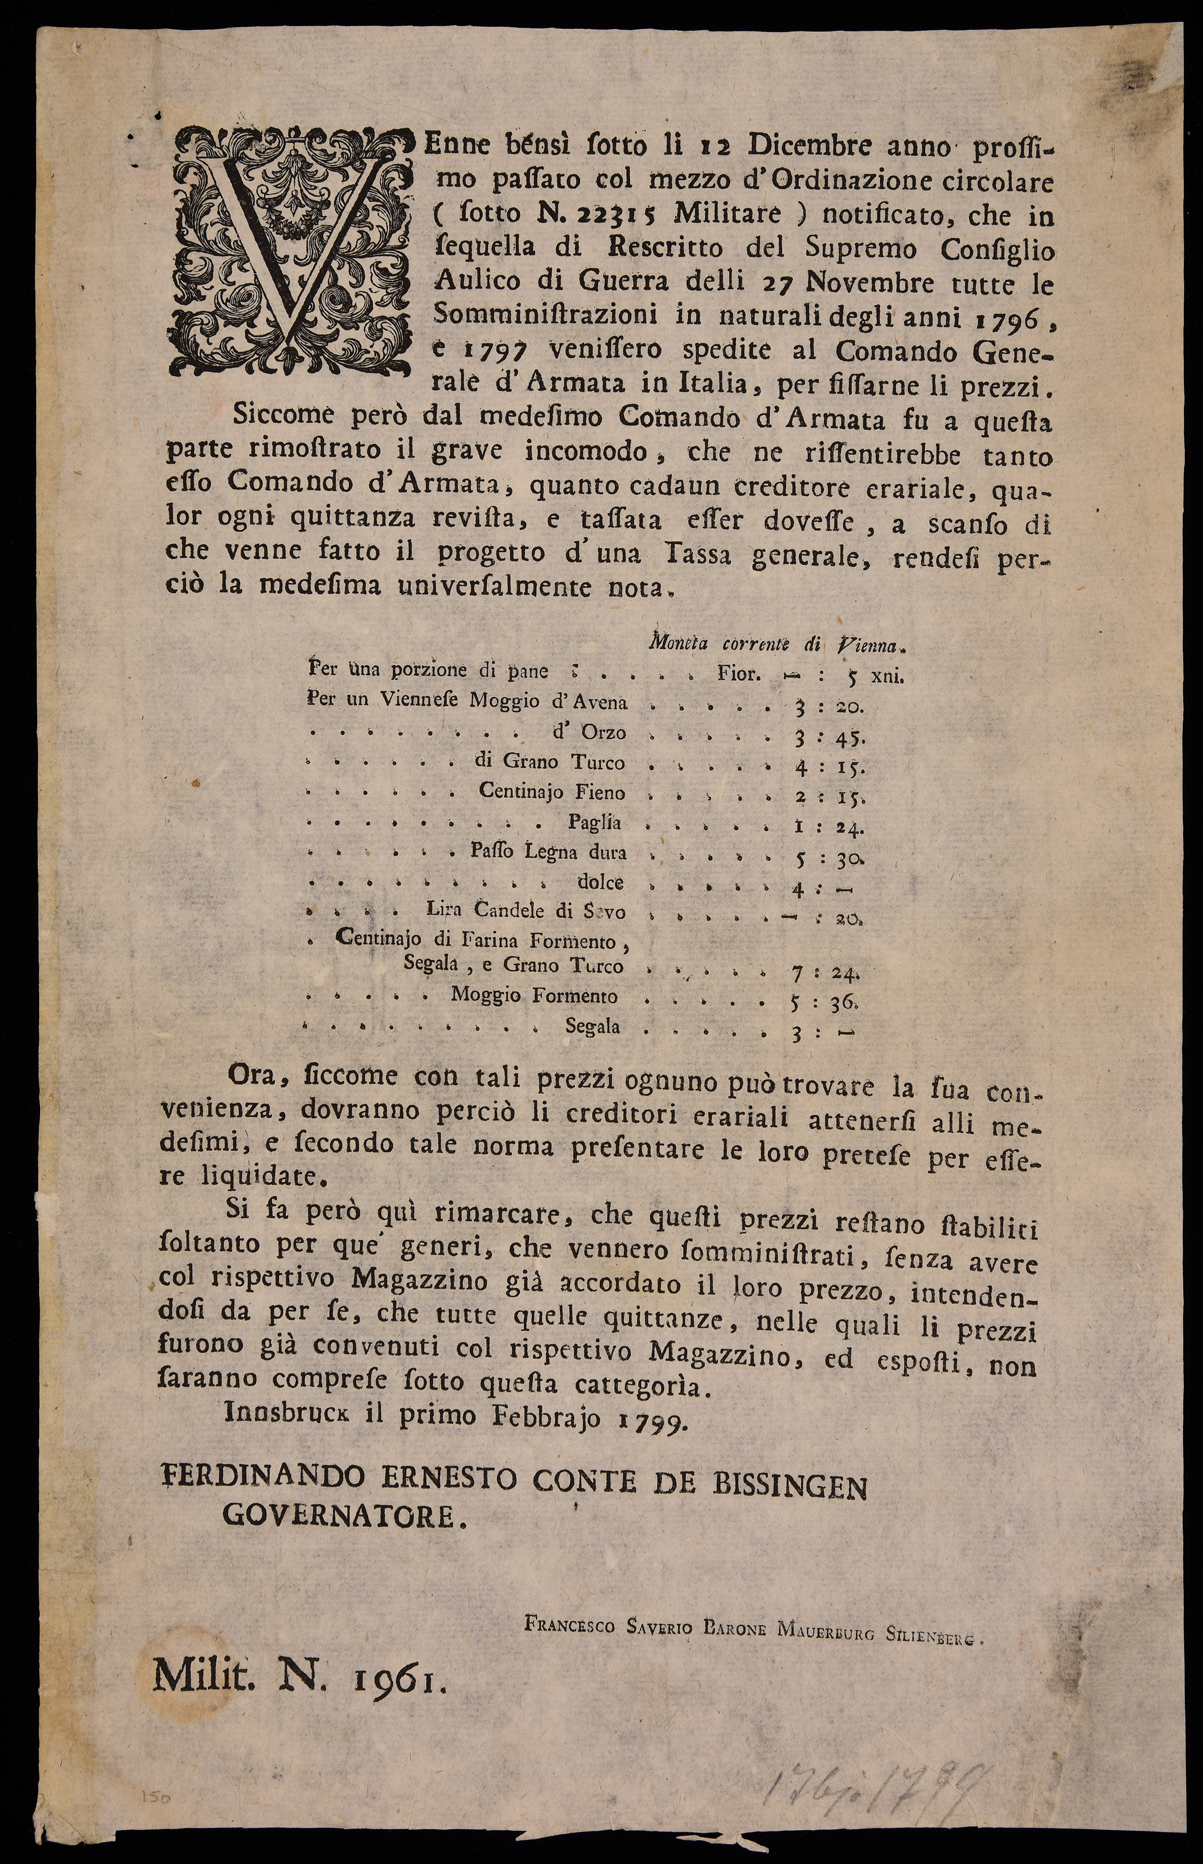 VEnne bensì ſotto li 12 Dicembre anno proſſi-
mo paſſato col mezzo d'Ordinazione circolare
( ſotto N. 22315 Militare ) notificato, che in
ſequella di Reſcritto del Supremo Conſiglio
Aulico di Guerra delli 27 Novembre tutte le
Somminiſtrazioni in naturali degli anni 1796,
e 1797 veniſſero spedite al Comando Gene-
rale d'Armata in Italia, per fiſſarne li prezzi.
Siccome però dal medeſimo Comando d'Armata fu a queſta
parte rimoſtrato il grave incomodo, che ne riſſentirebbe tanto
eſſo Comando d'Armata, quanto cadaun creditore erariale, qua-
lor ogni quittanza reviſta, e taſſata eſſer doveſſe, a scanſo di
che venne fatto il progetto d'una Tassa generale, rendeſi per-
ciò la medeſima univerſalmente nota.
Moneta corrente di Vienna.
Per una porzione di pane : . . . . Fior. — : 5 xni.
Per un Vienneſe Moggio d'Avena . . . . . 3 : 20.
. . . . . . . . d' Orzo . . . . . 3 : 45.
. . . . . . di Grano Turco . . . . . 4 : 15.
. . . . . . Centinajo Fieno . . . . . 2 : 15.
. . . . . . . . . Paglia . . . . . 1 : 24.
. . . . . . Paſſo Legna dura . . . . . 5 : 30.
. . . . . . . . . dolce . . . . . 4 : —
. . . . Lira Candele di Sevo . . . . . — : 20.
. Centinajo di Farina Formento,
Segala, e Grano Turco . . . . . 7 : 24.
. . . . . Moggio Formento . . . . . 5 : 36.
. . . . . . . . . Segala . . . . . 3 : —
Ora, ſiccome con tali prezzi ognuno può trovare la ſua con-
venienza, dovranno perciò li creditori erariali attenerſi alli me-
deſimi, e ſecondo tale norma preſentare le loro preteſe per eſſe-
re liquidate.
Si fa però quì rimarcare, che queſti prezzi reſtano ſtabiliti
ſoltanto per que' generi, che vennero ſomminiſtrati, ſenza avere
col rispettivo Magazzino già accordato il loro prezzo, intenden-
doſi da per ſe, che tutte quelle quittanze, nelle quali li prezzi
furono già convenuti col rispettivo Magazzino, ed espoſti, non
ſaranno compreſe ſotto queſta cattegorìa.
Innsbruck il primo Febbrajo 1799.
FERDINANDO ERNESTO CONTE DE BISSINGEN
GOVERNATORE.
FRANCESCO SAVERIO BARONE MAUERBURG SILIENBERG.
Milit. N. 1961.
150
1799